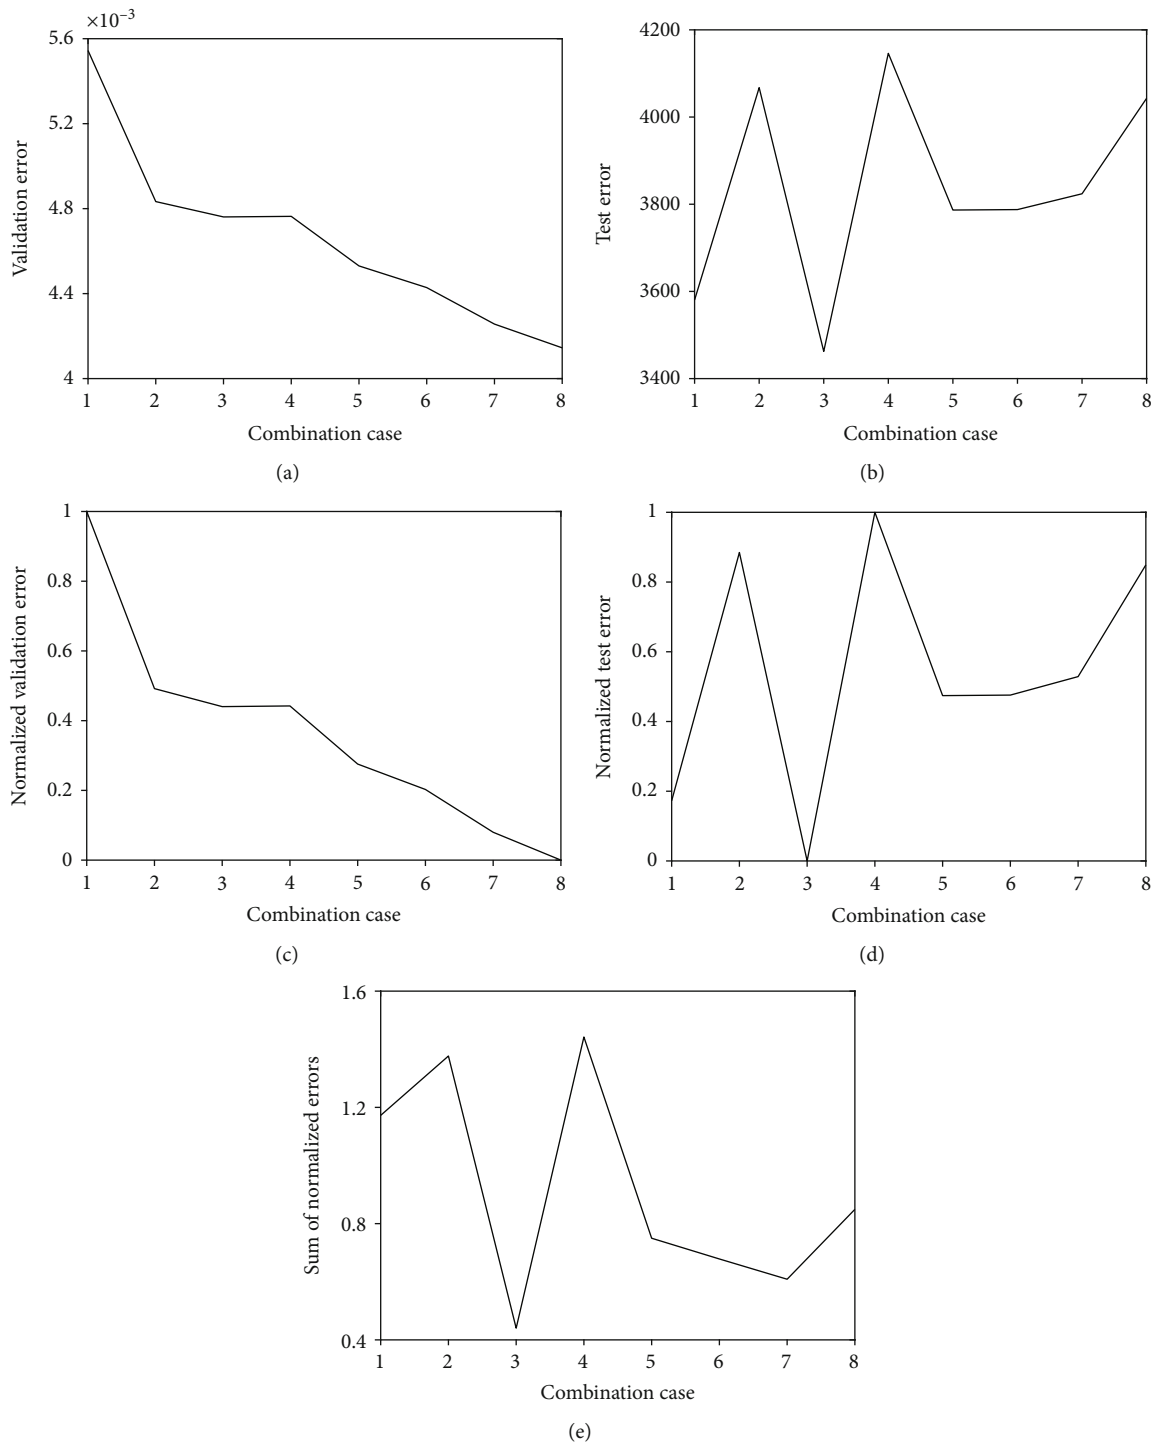 ×10⁻³
5.6
5.2
4.8
4.4
4
Validation error
1 2 3 4 5 6 7 8
Combination case
(a)
4200
4000
3800
3600
3400
Test error
1 2 3 4 5 6 7 8
Combination case
(b)
1
0.8
0.6
0.4
0.2
0
Normalized validation error
1 2 3 4 5 6 7 8
Combination case
(c)
1
0.8
0.6
0.4
0.2
0
Normalized test error
1 2 3 4 5 6 7 8
Combination case
(d)
1.6
1.2
0.8
0.4
Sum of normalized errors
1 2 3 4 5 6 7 8
Combination case
(e)